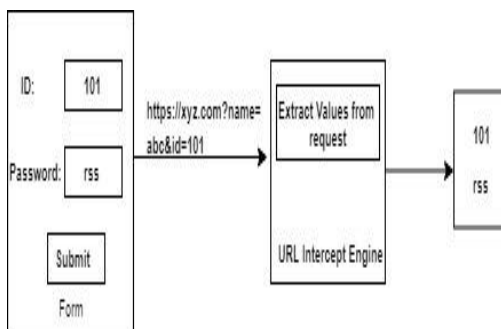 ID:
101
Password:
rss
Submit
Form
https://xyz.com?name=
abc&id=101
Extract Values from
request
URL Intercept Engine
101
rss